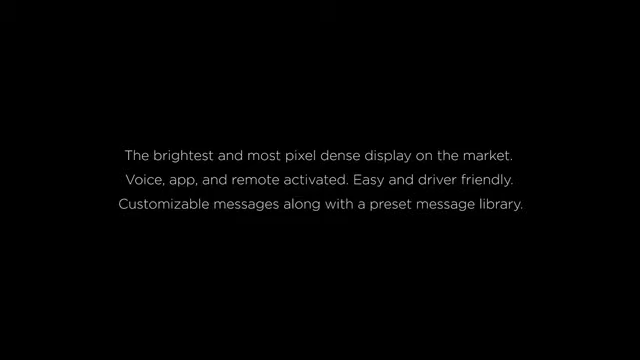 The brightest and most pixel dense display on the market.
Voice, app, and remote activated. Easy and driver friendly.
Customizable messages along with a preset message library.